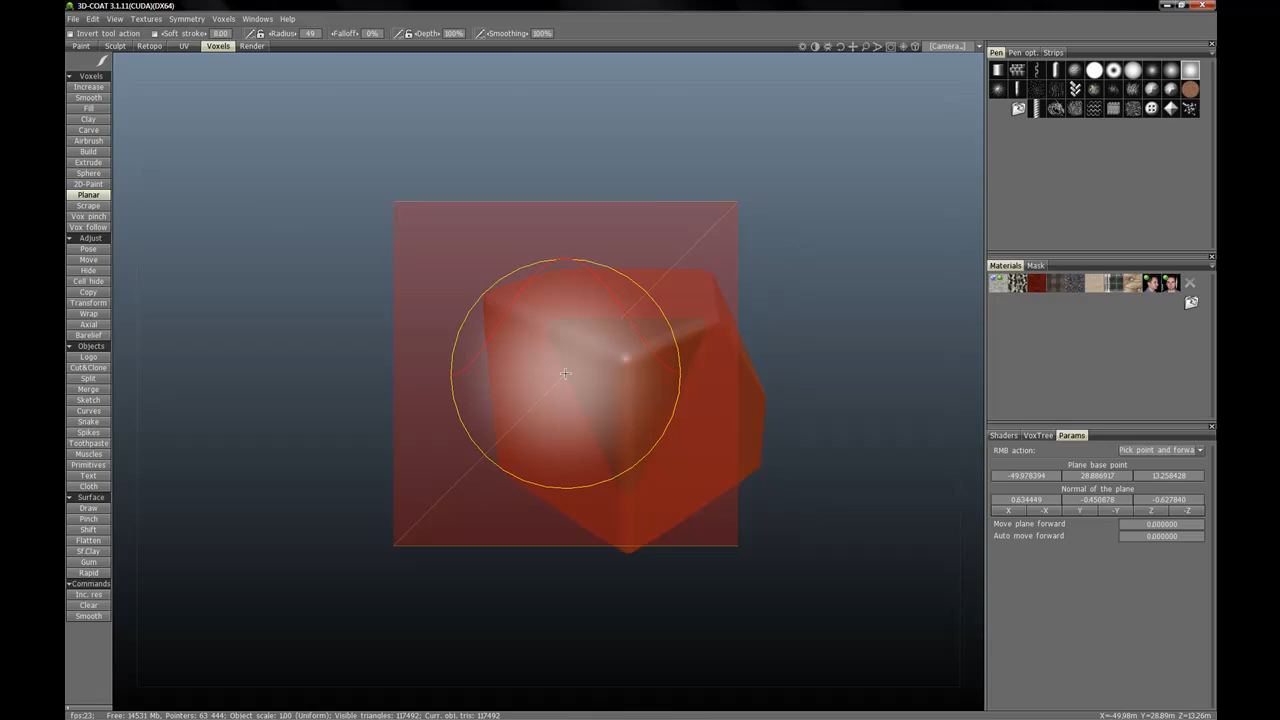 3D-COAT 3.1.11(CUDA)(DX64)
File Edit View Textures Symmetry Voxels Windows Help
Invert tool action Soft stroke: 8.00 Radius: 49 Falloff: 0% Depth: 100% Smoothing: 100%
Paint Sculpt Retopo UV Voxels Render [Camera..]
Voxels
Increase
Smooth
Fill
Clay
Carve
Airbrush
Build
Extrude
Sphere
2D-Paint
Planar
Scrape
Vox pinch
Vox follow
Adjust
Pose
Move
Hide
Cell hide
Copy
Transform
Wrap
Axial
Barelief
Objects
Logo
Cut&Clone
Split
Merge
Sketch
Curves
Snake
Spikes
Toothpaste
Muscles
Primitives
Text
Cloth
Surface
Draw
Pinch
Shift
Flatten
Sf.Clay
Gum
Rapid
Commands
Inc. res
Clear
Smooth
Pen Pen opt. Strips
Materials Mask
Shaders VoxTree Params
RMB action: Pick point and forwa
Plane base point
-49.978394 28.886917 13.258428
Normal of the plane
0.634449 -0.450878 -0.627840
X -X Y -Y Z -Z
Move plane forward 0.000000
Auto move forward 0.000000
fps:23; Free: 14531 Mb, Pointers: 63 444; Object scale: 1.00 (Uniform); Visible triangles: 117492; Curr. obj. tris: 117492 X=-49.98m Y=28.89m Z=13.26m